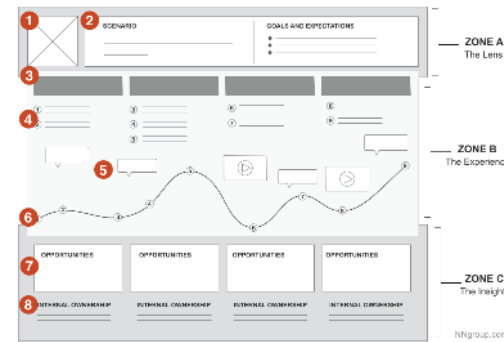 1
2
SCENARIO
GOALS AND EXPECTATIONS
ZONE A
The Lens
3
4
5
ZONE B
The Experienc
6
7
OPPORTUNITIES
OPPORTUNITIES
OPPORTUNITIES
OPPORTUNITIES
ZONE C
The Insight
8
INTERNAL OWNERSHIP
INTERNAL OWNERSHIP
INTERNAL OWNERSHIP
INTERNAL OWNERSHIP
NNgroup.com